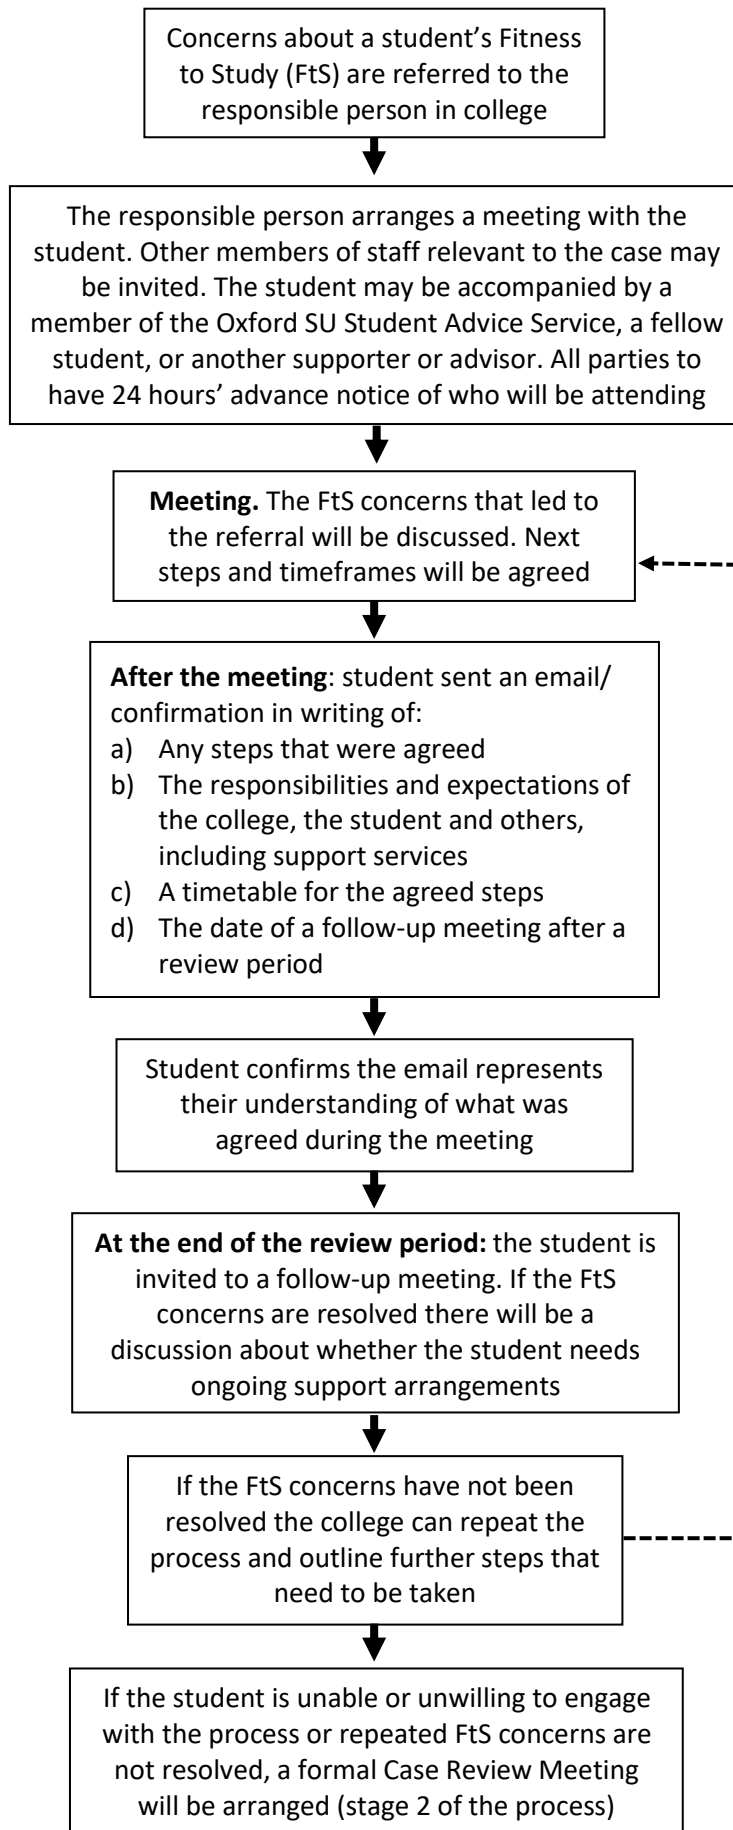 Concerns about a student’s Fitness
to Study (FtS) are referred to the
responsible person in college
The responsible person arranges a meeting with the
student. Other members of staff relevant to the case may
be invited. The student may be accompanied by a
member of the Oxford SU Student Advice Service, a fellow
student, or another supporter or advisor. All parties to
have 24 hours’ advance notice of who will be attending
Meeting. The FtS concerns that led to
the referral will be discussed. Next
steps and timeframes will be agreed
After the meeting: student sent an email/
confirmation in writing of:
a) Any steps that were agreed
b) The responsibilities and expectations of
the college, the student and others,
including support services
c) A timetable for the agreed steps
d) The date of a follow-up meeting after a
review period
Student confirms the email represents
their understanding of what was
agreed during the meeting
At the end of the review period: the student is
invited to a follow-up meeting. If the FtS
concerns are resolved there will be a
discussion about whether the student needs
ongoing support arrangements
If the FtS concerns have not been
resolved the college can repeat the
process and outline further steps that
need to be taken
If the student is unable or unwilling to engage
with the process or repeated FtS concerns are
not resolved, a formal Case Review Meeting
will be arranged (stage 2 of the process)